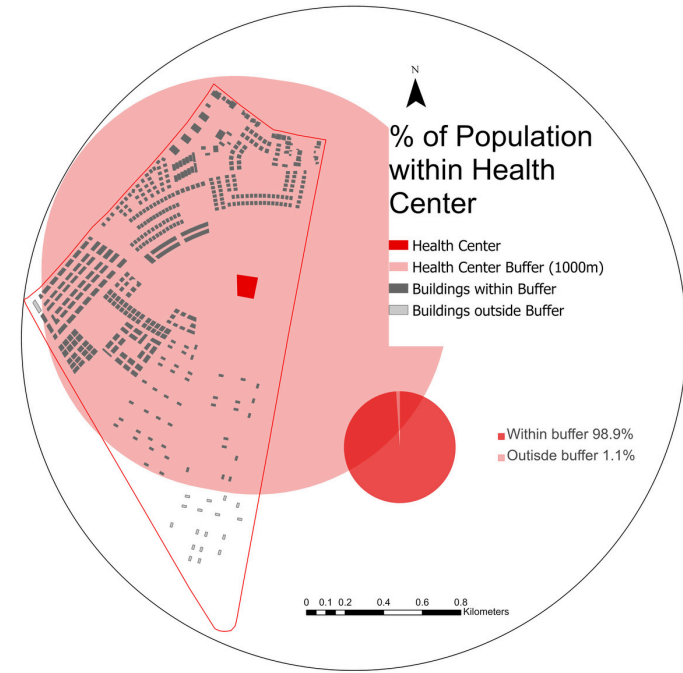 N
% of Population
within Health
Center
Health Center
Health Center Buffer (1000m)
Buildings within Buffer
Buildings outside Buffer
Within buffer 98.9%
Outisde buffer 1.1%
0 0.1 0.2 0.4 0.6 0.8
Kilometers